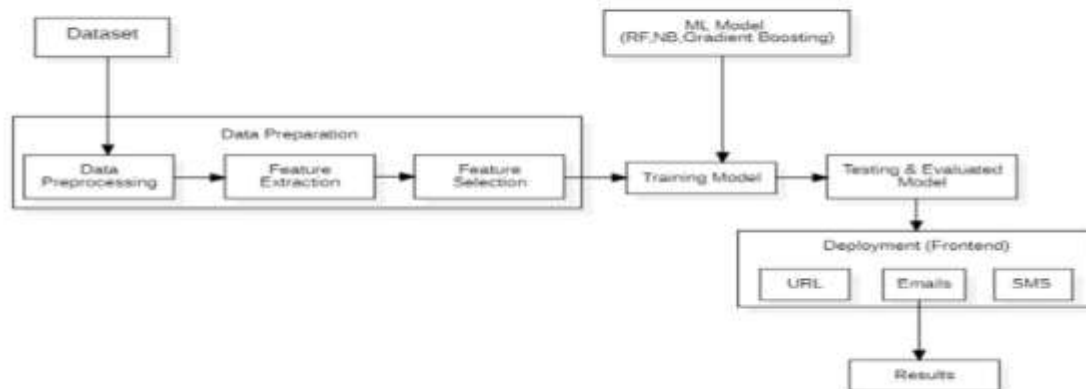 Dataset
ML Model
(RF,NB,Gradient Boosting)
Data Preparation
Data
Preprocessing
Feature
Extraction
Feature
Selection
Training Model
Testing & Evaluated
Model
Deployment (Frontend)
URL
Emails
SMS
Results